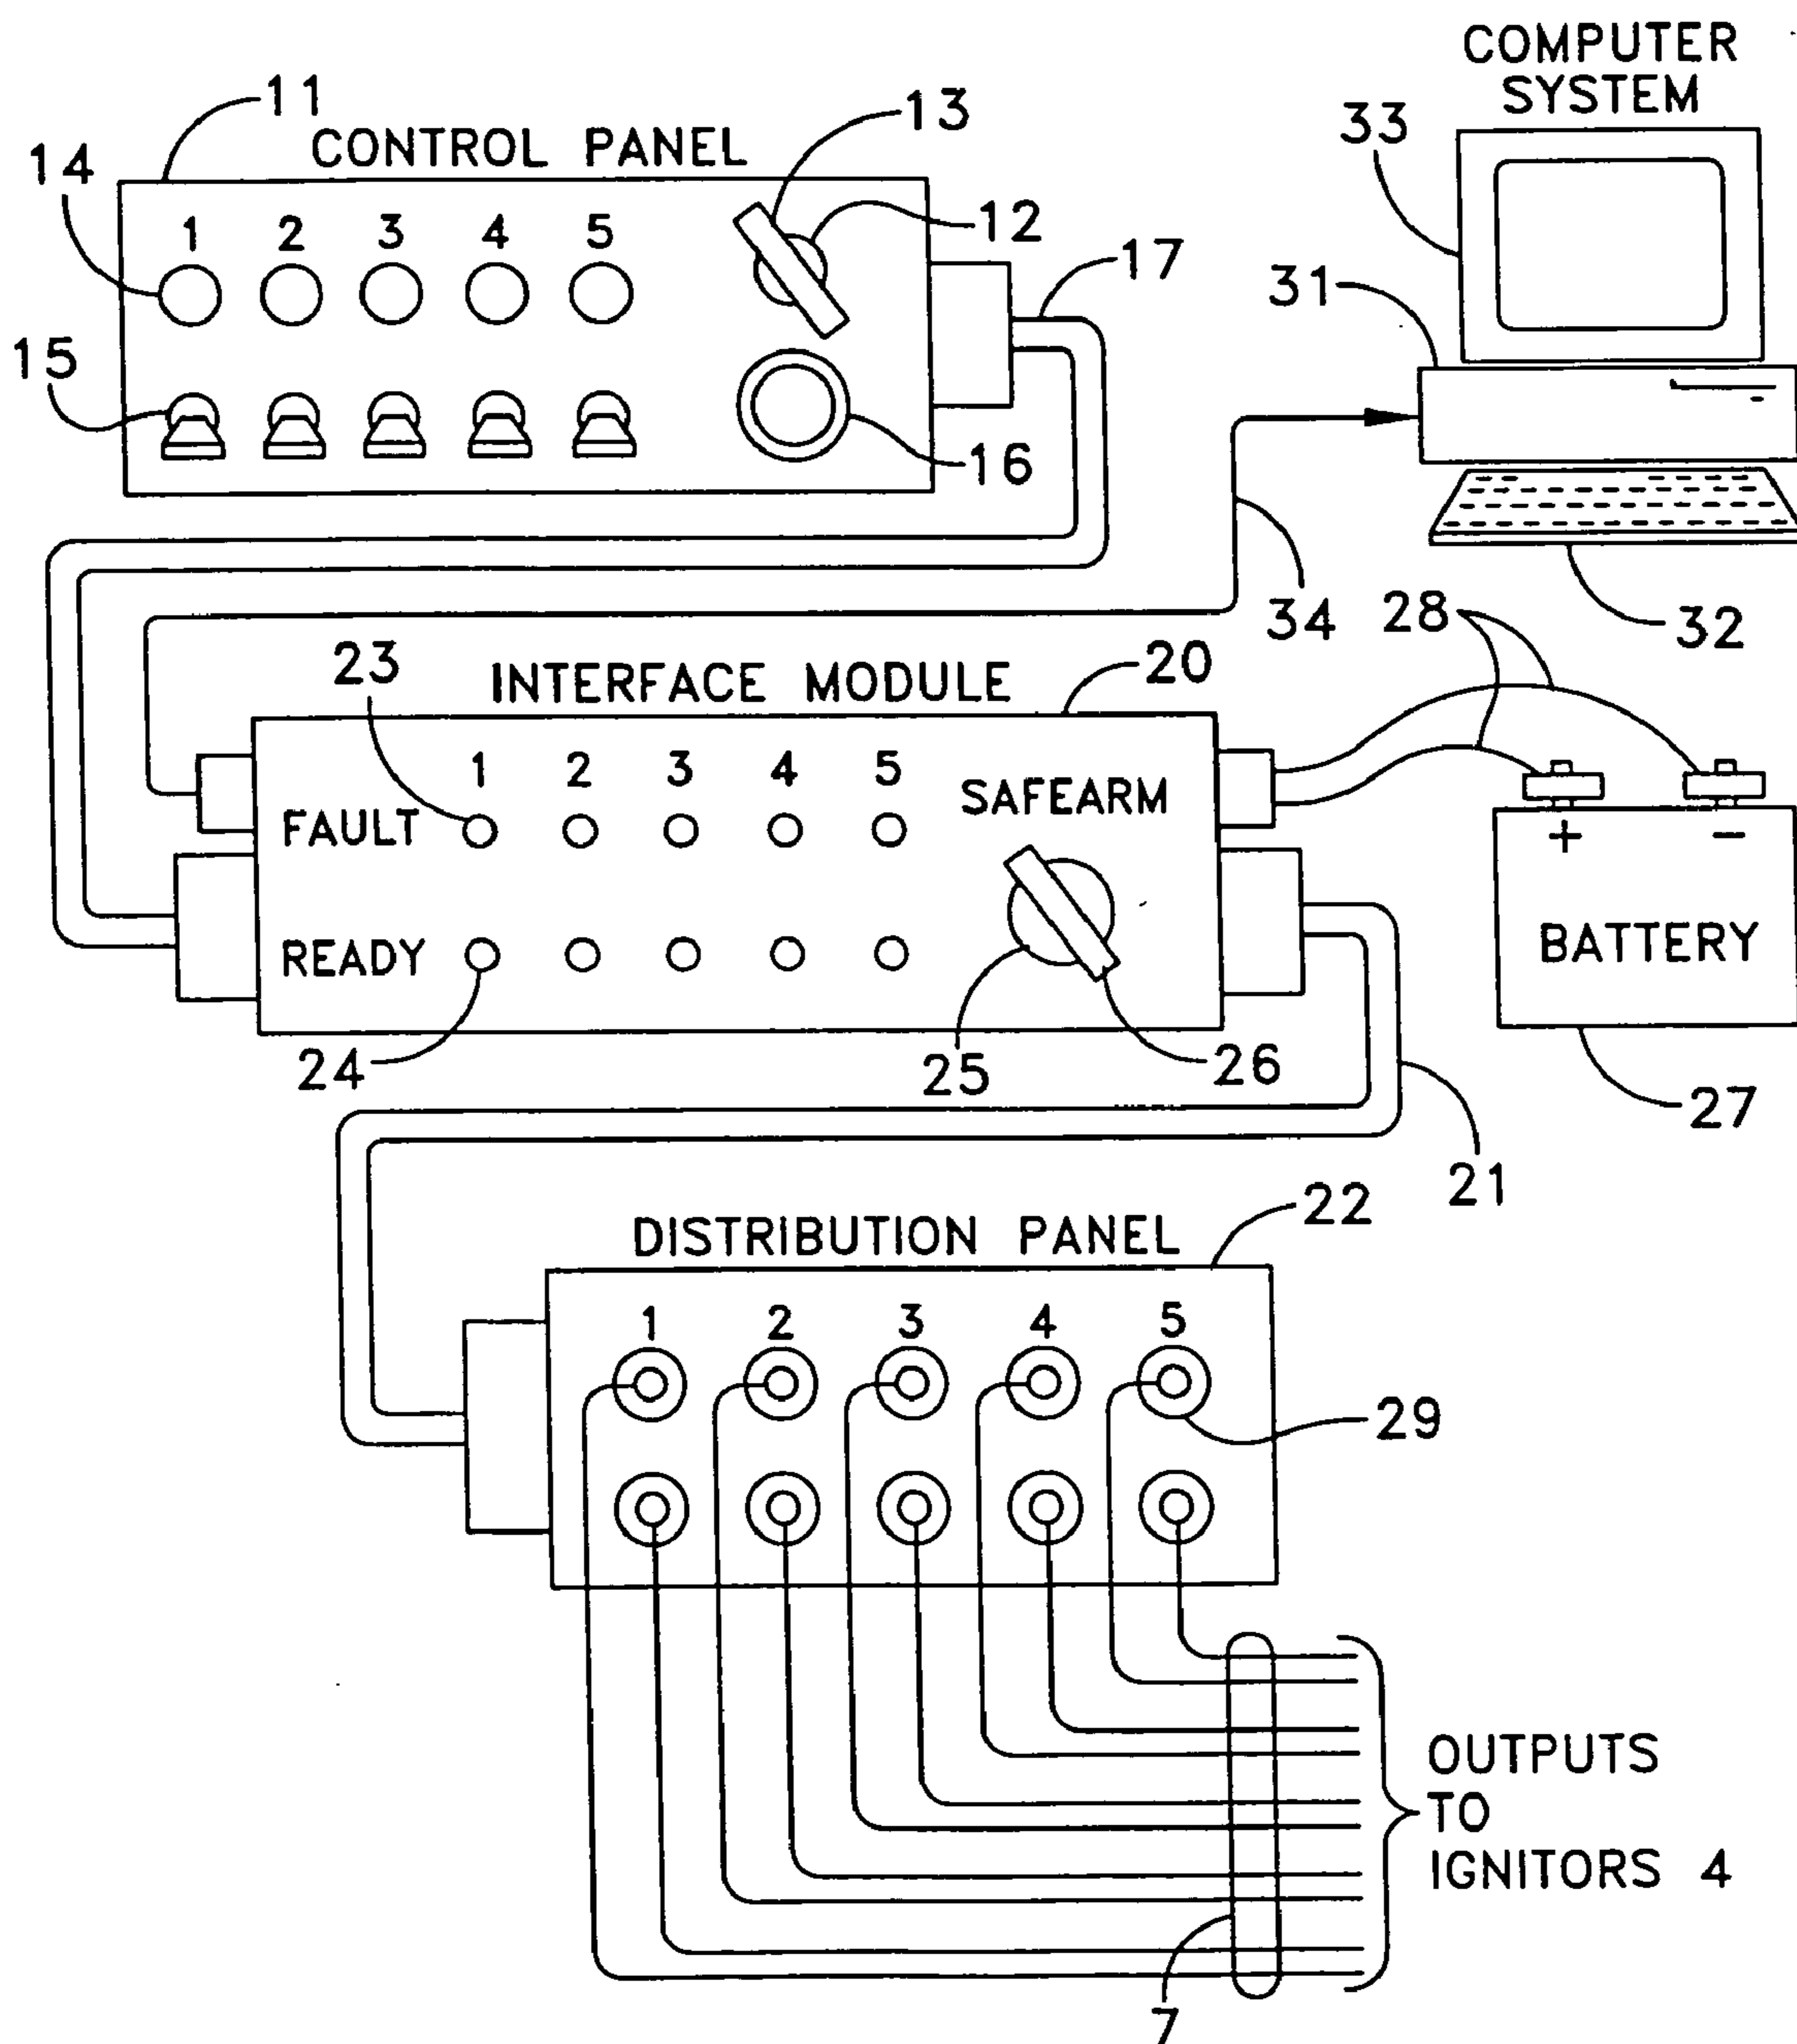 COMPUTER
SYSTEM
11
13
33
CONTROL PANEL
14
12
1 2 3 4 5
17
31
15
16
34
28
32
23
INTERFACE MODULE
20
1 2 3 4 5
SAFEARM
FAULT
+ −
READY
BATTERY
24
25
26
27
21
22
DISTRIBUTION PANEL
1 2 3 4 5
29
OUTPUTS
TO
IGNITORS 4
7